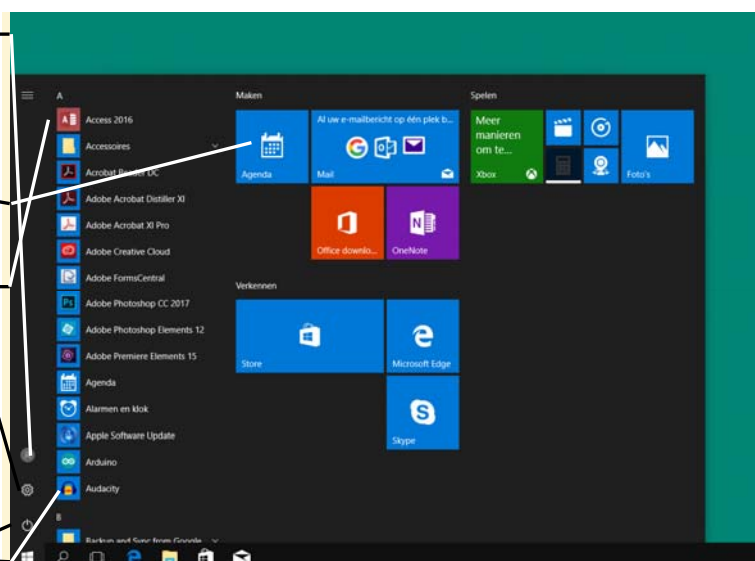 A
Access 2016
Accessoires
Acrobat Reader DC
Adobe Acrobat Distiller XI
Adobe Acrobat XI Pro
Adobe Creative Cloud
Adobe FormsCentral
Adobe Photoshop CC 2017
Adobe Photoshop Elements 12
Adobe Premiere Elements 15
Agenda
Alarmen en klok
Apple Software Update
Arduino
Audacity
B
Backup and Sync from Google
Maken
Agenda
Al uw e-mailbericht op één plek b...
Mail
Office downlo...
OneNote
Verkennen
Store
Microsoft Edge
Skype
Spelen
Meer
manieren
om te...
Xbox
Foto's